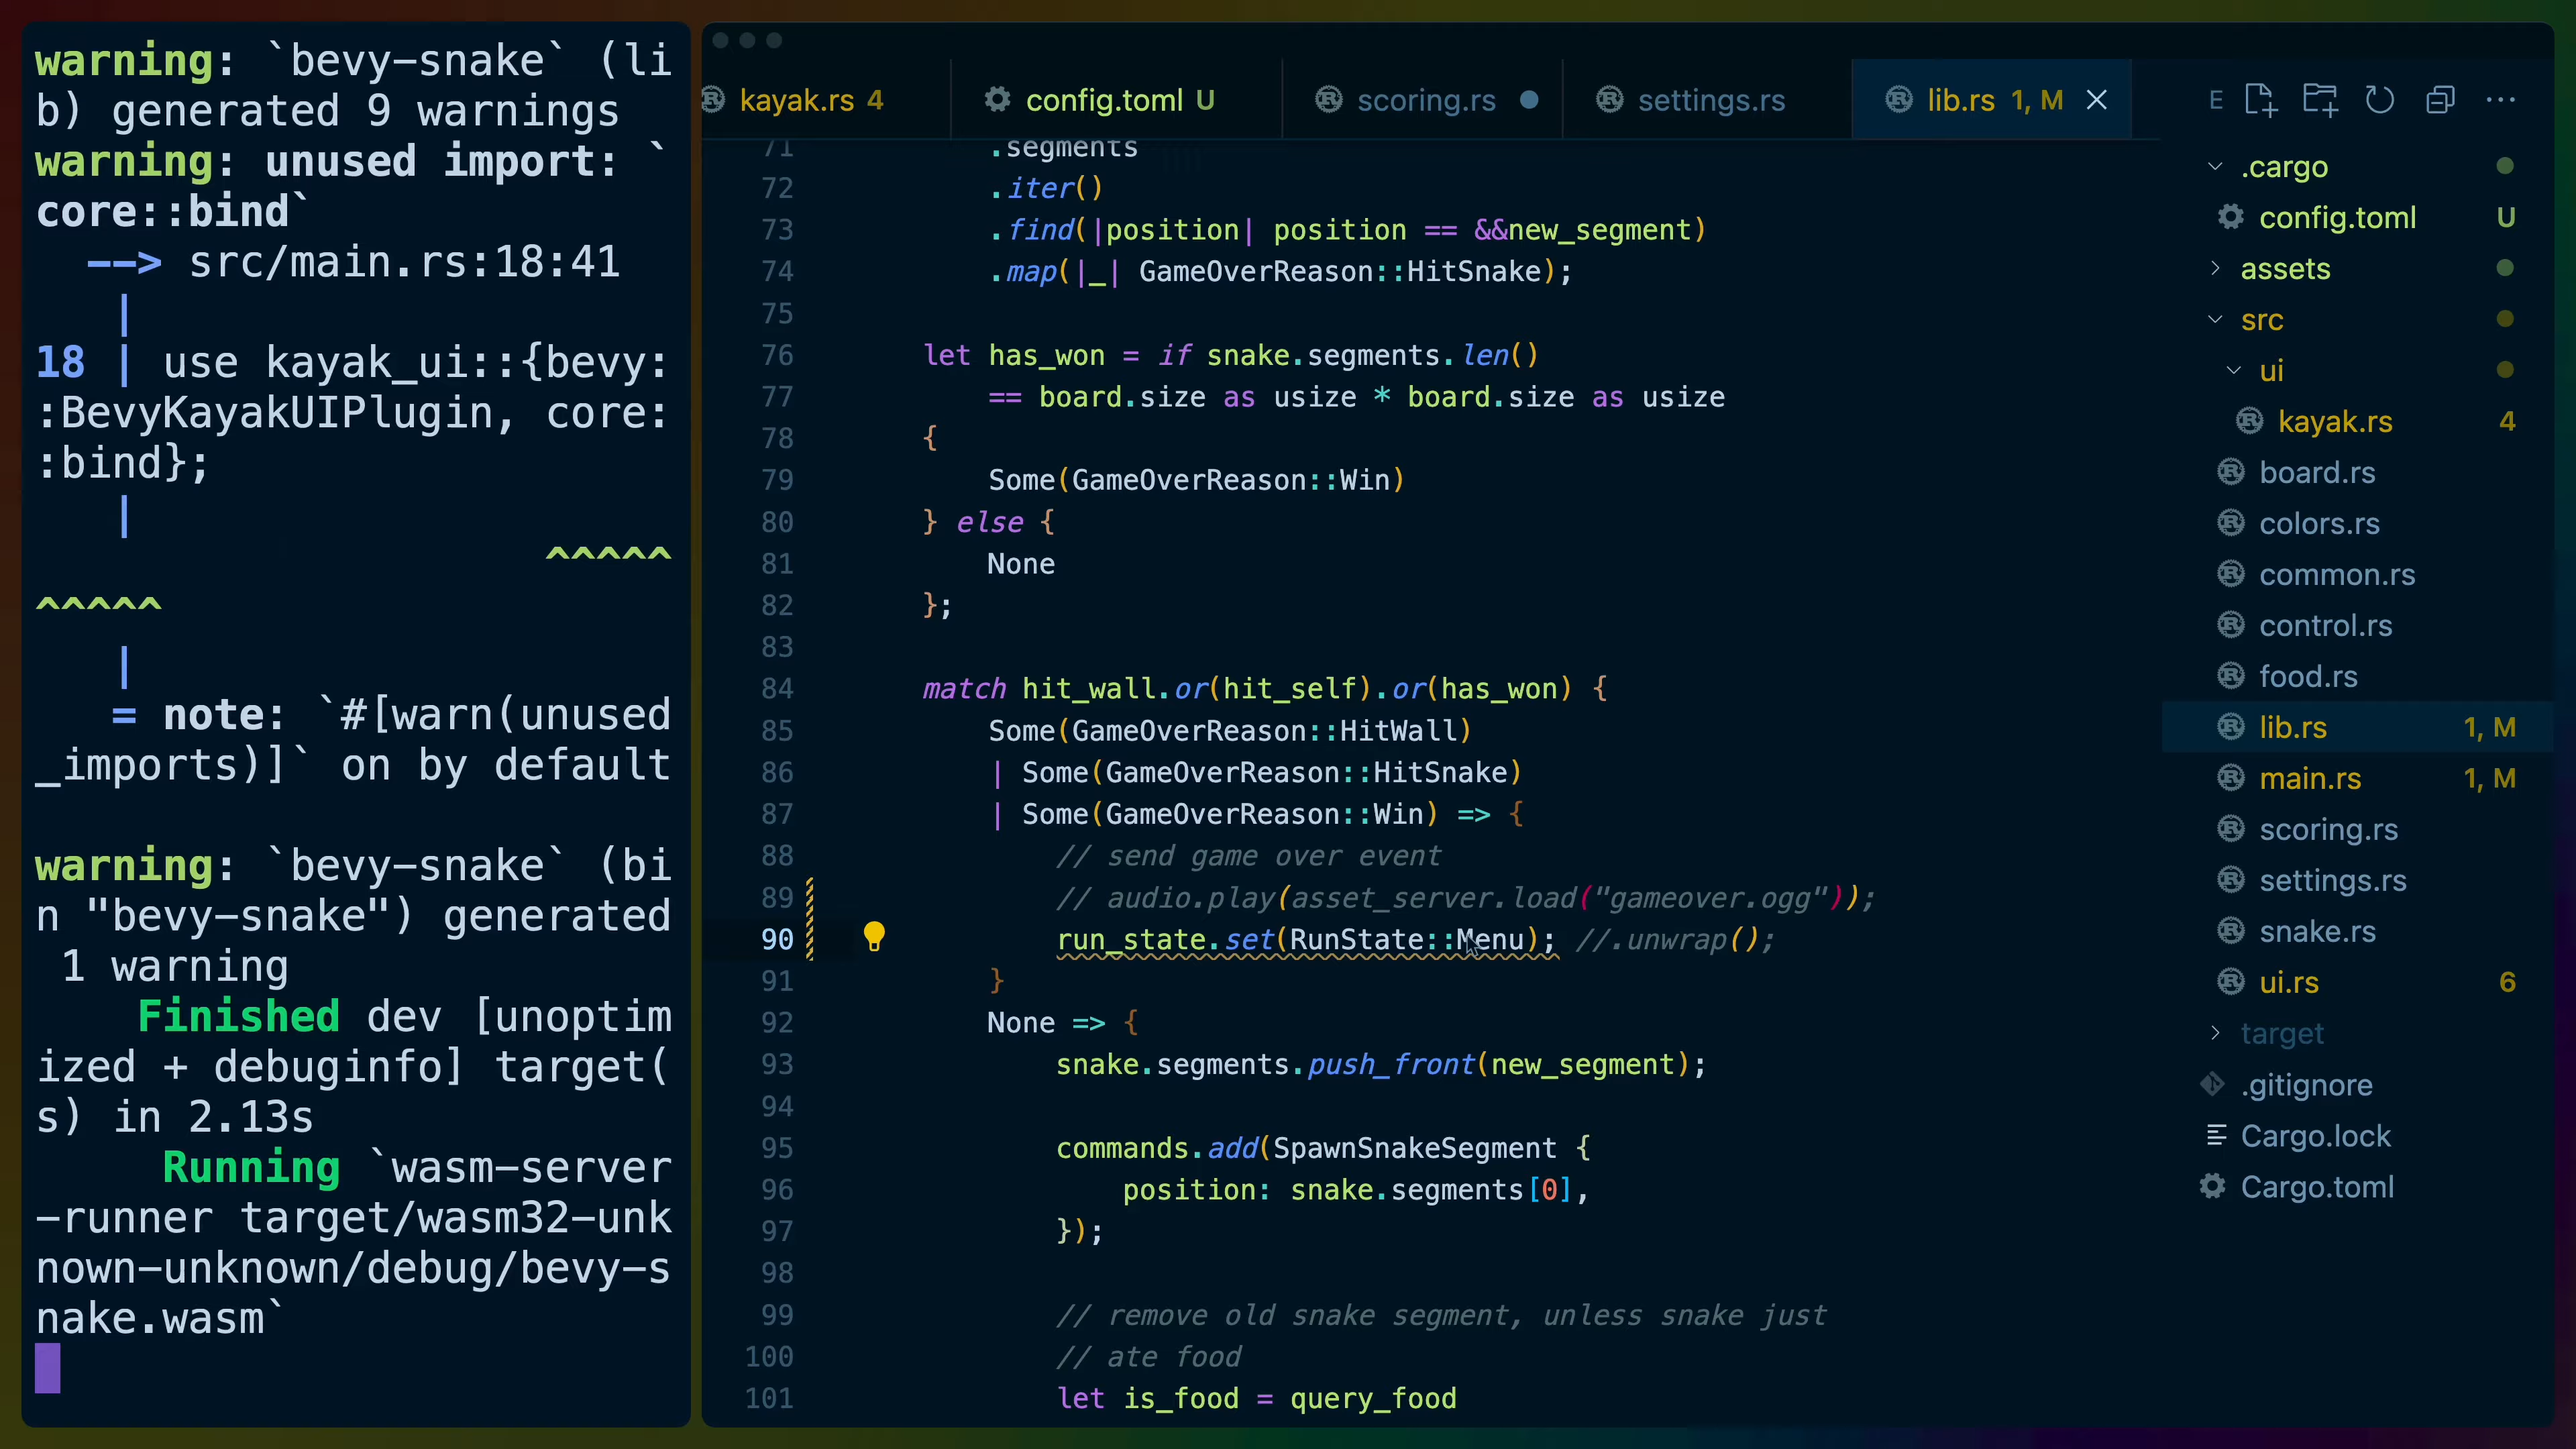 warning: `bevy-snake` (li
b) generated 9 warnings
warning: unused import: `
core::bind`
--> src/main.rs:18:41
|
18 | use kayak_ui::{bevy:
:BevyKayakUIPlugin, core:
:bind};
|
^^^^^
^^^^^
|
= note: `#[warn(unused
_imports)]` on by default
warning: `bevy-snake` (bi
n "bevy-snake") generated
1 warning
Finished dev [unoptim
ized + debuginfo] target(
s) in 2.13s
Running `wasm-server
-runner target/wasm32-unk
nown-unknown/debug/bevy-s
nake.wasm`
kayak.rs 4
config.toml U
scoring.rs
settings.rs
lib.rs 1, M
71 .segments
72 .iter()
73 .find(|position| position == &&new_segment)
74 .map(|_| GameOverReason::HitSnake);
75
76 let has_won = if snake.segments.len()
77 == board.size as usize * board.size as usize
78 {
79 Some(GameOverReason::Win)
80 } else {
81 None
82 };
83
84 match hit_wall.or(hit_self).or(has_won) {
85 Some(GameOverReason::HitWall)
86 | Some(GameOverReason::HitSnake)
87 | Some(GameOverReason::Win) => {
88 // send game over event
89 // audio.play(asset_server.load("gameover.ogg"));
90 run_state.set(RunState::Menu); //.unwrap();
91 }
92 None => {
93 snake.segments.push_front(new_segment);
94
95 commands.add(SpawnSnakeSegment {
96 position: snake.segments[0],
97 });
98
99 // remove old snake segment, unless snake just
100 // ate food
101 let is_food = query_food
E
.cargo
config.toml U
assets
src
ui
kayak.rs 4
board.rs
colors.rs
common.rs
control.rs
food.rs
lib.rs 1, M
main.rs 1, M
scoring.rs
settings.rs
snake.rs
ui.rs 6
target
.gitignore
Cargo.lock
Cargo.toml